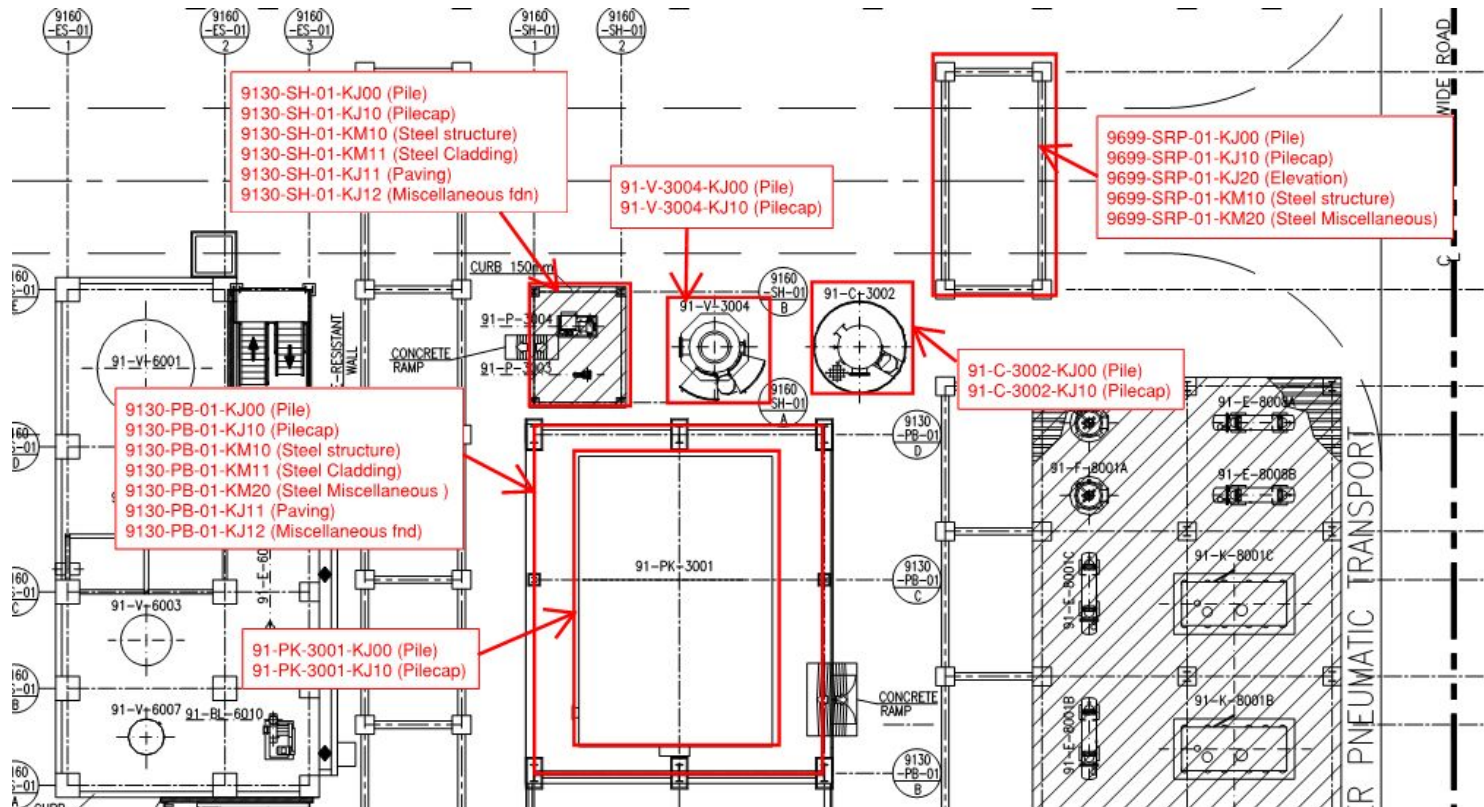 9160
-ES-01
1
9160
-ES-01
2
9160
-ES-01
3
9160
-SH-01
1
9160
-SH-01
2
WIDE ROAD
9130-SH-01-KJ00 (Pile)
9130-SH-01-KJ10 (Pilecap)
9130-SH-01-KM10 (Steel structure)
9130-SH-01-KM11 (Steel Cladding)
9130-SH-01-KJ11 (Paving)
9130-SH-01-KJ12 (Miscellaneous fdn)
91-V-3004-KJ00 (Pile)
91-V-3004-KJ10 (Pilecap)
9699-SRP-01-KJ00 (Pile)
9699-SRP-01-KJ10 (Pilecap)
9699-SRP-01-KJ20 (Elevation)
9699-SRP-01-KM10 (Steel structure)
9699-SRP-01-KM20 (Steel Miscellaneous)
CURB 150mm
9160
-SH-01
B
91-V-3004
91-C-3002
91-P-3004
91-P-3003
CONCRETE
RAMP
WALL
91-V-6001
91-C-3002-KJ00 (Pile)
91-C-3002-KJ10 (Pilecap)
9160
-SH-01
A
9130-PB-01-KJ00 (Pile)
9130-PB-01-KJ10 (Pilecap)
9130-PB-01-KM10 (Steel structure)
9130-PB-01-KM11 (Steel Cladding)
9130-PB-01-KM20 (Steel Miscellaneous )
9130-PB-01-KJ11 (Paving)
9130-PB-01-KJ12 (Miscellaneous fnd)
9130
-PB-01
D
91-E-8008A
91-F-8001A
91-E-8008B
91-PK-3001
9130
-PB-01
C
91-K-8001C
91-E-8001C
91-V-6003
91-PK-3001-KJ00 (Pile)
91-PK-3001-KJ10 (Pilecap)
CONCRETE
RAMP
91-V-6007
91-BL-6010
91-K-8001B
91-E-8001B
9130
-PB-01
B
PNEUMATIC TRANSPORT